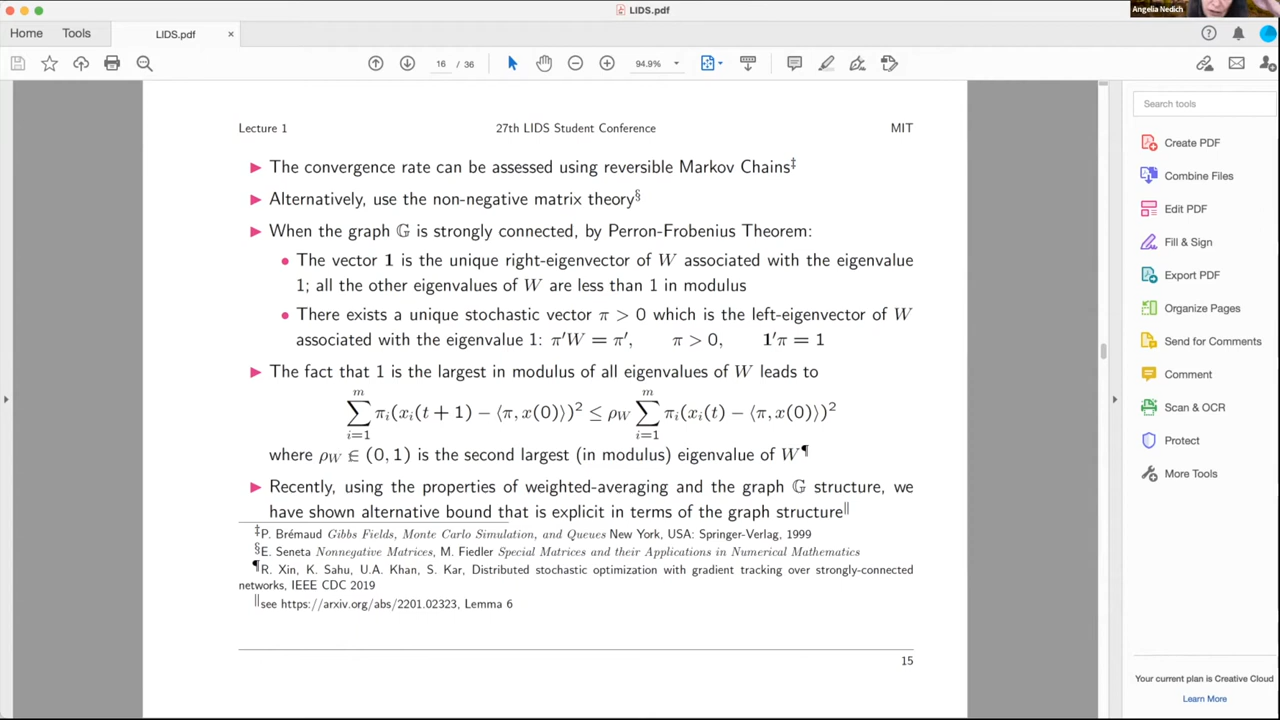 LIDS.pdf
Angelia Nedich
Home Tools LIDS.pdf ×
16 / 36 94.9%
Search tools
Create PDF
Combine Files
Edit PDF
Fill & Sign
Export PDF
Organize Pages
Send for Comments
Comment
Scan & OCR
Protect
More Tools
Your current plan is Creative Cloud
Learn More
Lecture 1 27th LIDS Student Conference MIT
▶ The convergence rate can be assessed using reversible Markov Chains‡
▶ Alternatively, use the non-negative matrix theory§
▶ When the graph 𝔾 is strongly connected, by Perron-Frobenius Theorem:
• The vector 1 is the unique right-eigenvector of W associated with the eigenvalue
1; all the other eigenvalues of W are less than 1 in modulus
• There exists a unique stochastic vector π > 0 which is the left-eigenvector of W
associated with the eigenvalue 1: π′W = π′, π > 0, 1′π = 1
▶ The fact that 1 is the largest in modulus of all eigenvalues of W leads to
∑_{i=1}^{m} π_i(x_i(t + 1) − ⟨π, x(0)⟩)² ≤ ρ_W ∑_{i=1}^{m} π_i(x_i(t) − ⟨π, x(0)⟩)²
where ρ_W ∈ (0, 1) is the second largest (in modulus) eigenvalue of W¶
▶ Recently, using the properties of weighted-averaging and the graph 𝔾 structure, we
have shown alternative bound that is explicit in terms of the graph structure‖
‡P. Brémaud Gibbs Fields, Monte Carlo Simulation, and Queues New York, USA: Springer-Verlag, 1999
§E. Seneta Nonnegative Matrices, M. Fiedler Special Matrices and their Applications in Numerical Mathematics
¶R. Xin, K. Sahu, U.A. Khan, S. Kar, Distributed stochastic optimization with gradient tracking over strongly-connected
networks, IEEE CDC 2019
‖see https://arxiv.org/abs/2201.02323, Lemma 6
15